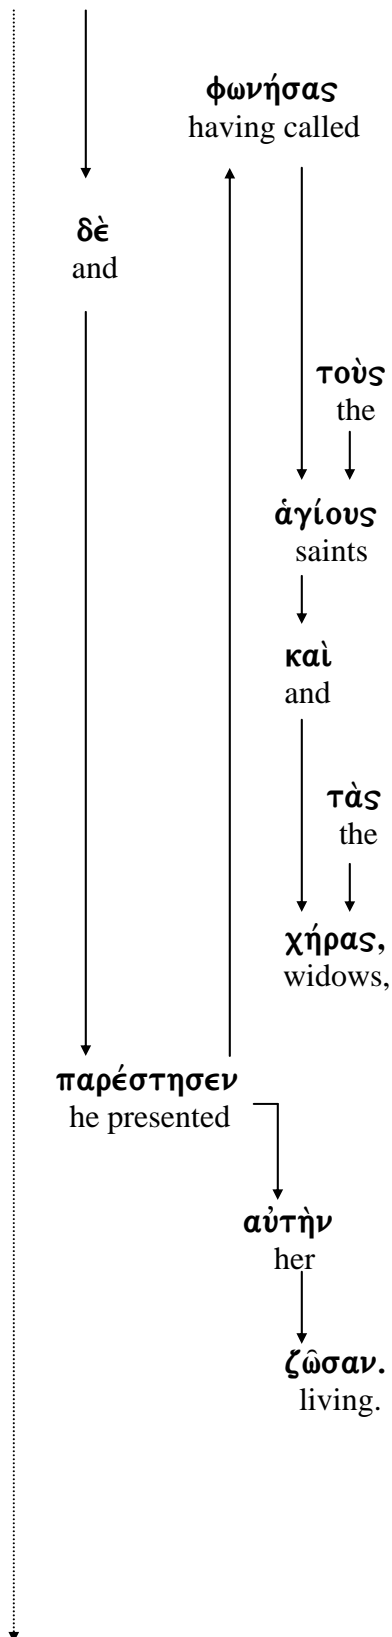 φωνήσας
having called
δὲ
and
τοὺς
the
ἁγίους
saints
καὶ
and
τὰς
the
χήρας,
widows,
παρέστησεν
he presented
αὐτὴν
her
ζῶσαν.
living.